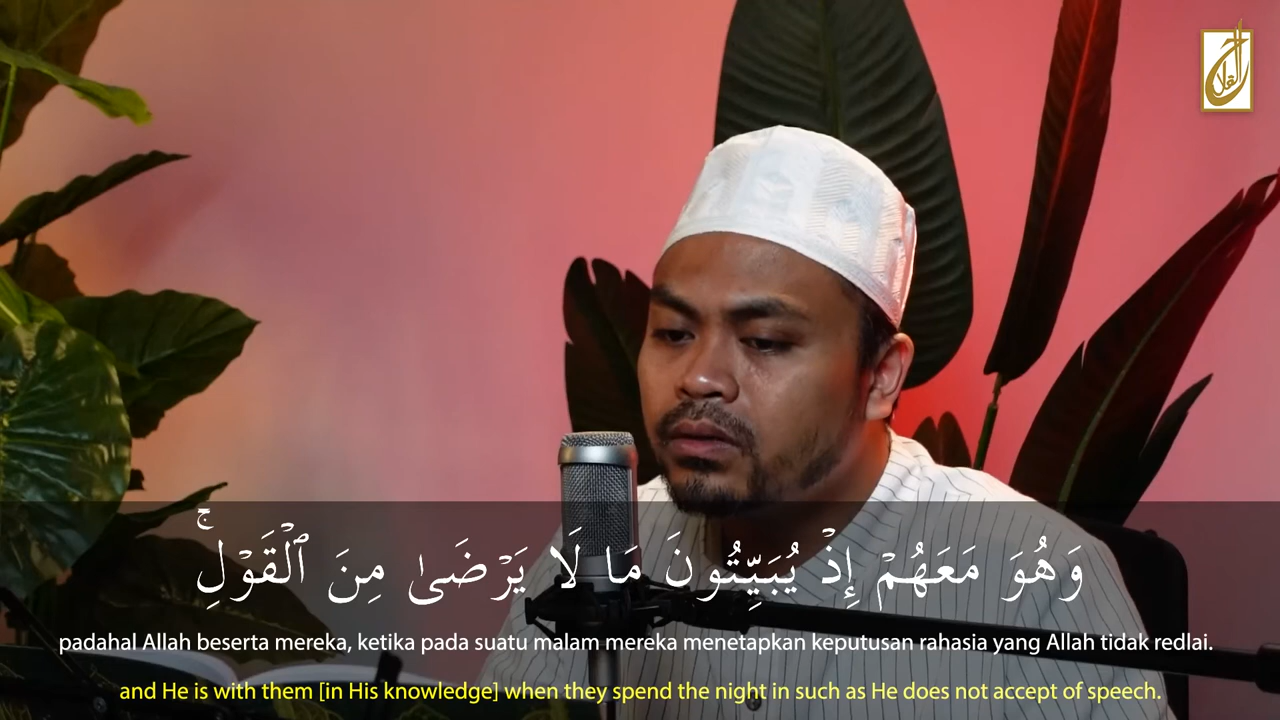 وَهُوَ مَعَهُمْ إِذْ يُبَيِّتُونَ مَا لَا يَرْضَىٰ مِنَ ٱلْقَوْلِ ۚ
padahal Allah beserta mereka, ketika pada suatu malam mereka menetapkan keputusan rahasia yang Allah tidak redlai.
and He is with them [in His knowledge] when they spend the night in such as He does not accept of speech.